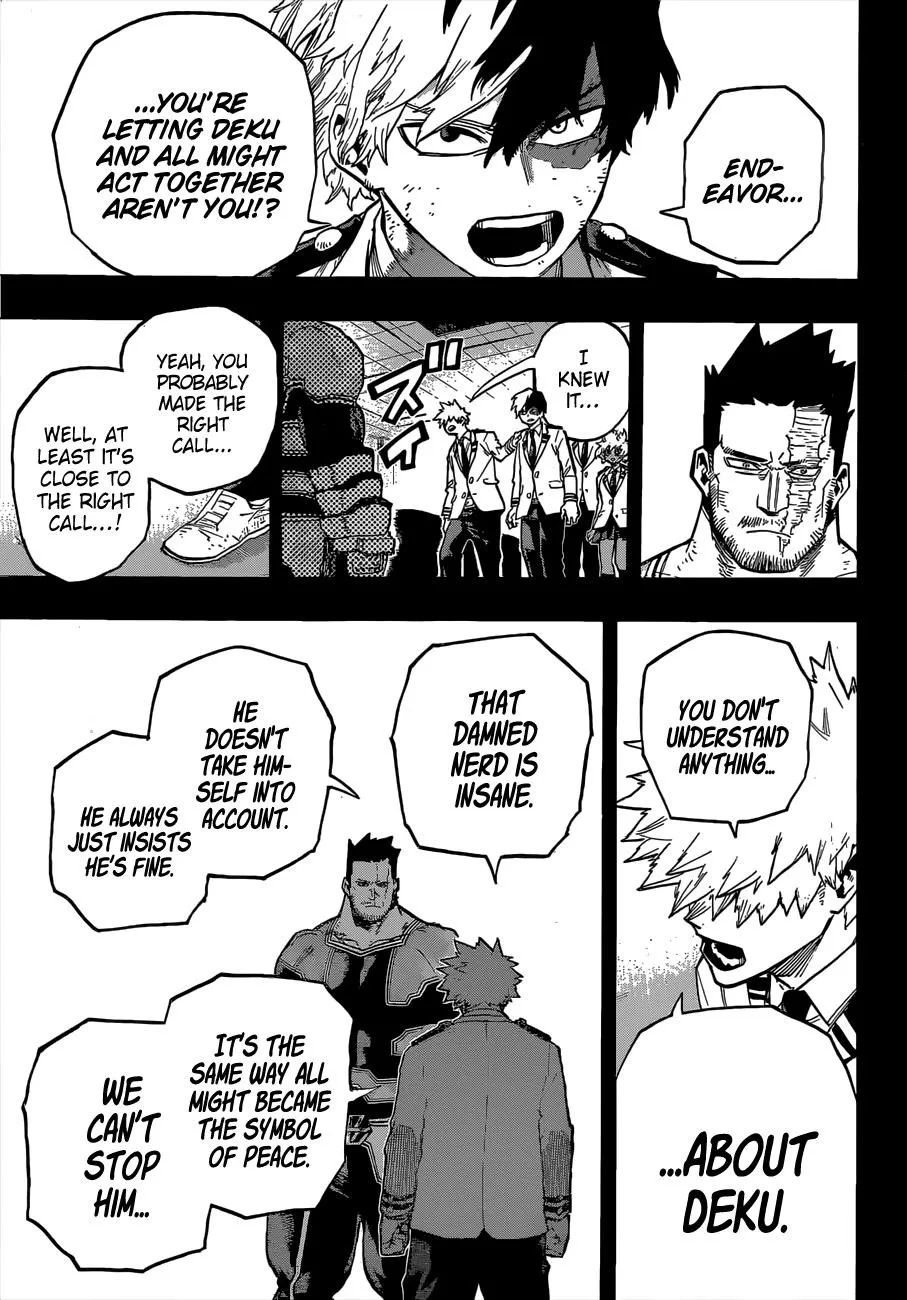 END-
EAVOR...
...YOU'RE
LETTING DEKU
AND ALL MIGHT
ACT TOGETHER
AREN'T YOU!?
I
KNEW
IT...
ズイ
YEAH, YOU
PROBABLY
MADE THE
RIGHT
CALL...
WELL, AT
LEAST IT'S
CLOSE TO
THE RIGHT
CALL...!
YOU DON'T
UNDERSTAND
ANYTHING...
...ABOUT
DEKU.
THAT
DAMNED
NERD IS
INSANE.
HE
DOESN'T
TAKE HIM-
SELF INTO
ACCOUNT.
HE ALWAYS
JUST INSISTS
HE'S FINE.
IT'S THE
SAME WAY ALL
MIGHT BECAME
THE SYMBOL
OF PEACE.
WE
CAN'T
STOP
HIM...